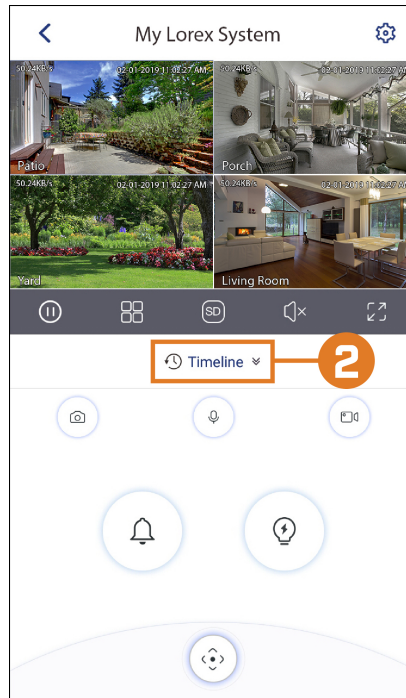 My Lorex System
50.24KB/s 02-01-2019 11:02:27 AM
Patio
50.24KB/s 02-01-2019 11:02:27 AM
Porch
50.24KB/s 02-01-2019 11:02:27 AM
Yard
50.24KB/s 02-01-2019 11:02:27 AM
Living Room
SD
Timeline
2